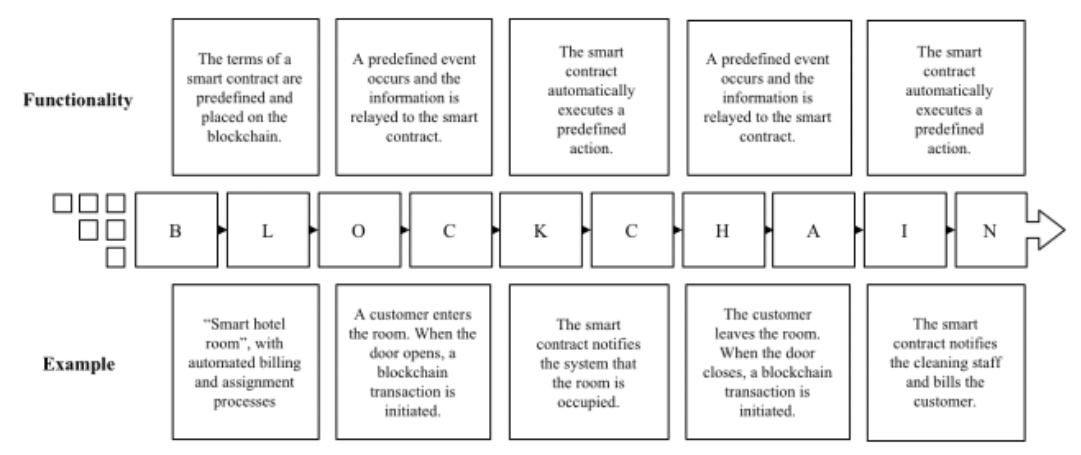 Functionality
The terms of a
smart contract are
predefined and
placed on the
blockchain.
A predefined event
occurs and the
information is
relayed to the smart
contract.
The smart
contract
automatically
executes a
predefined
action.
A predefined event
occurs and the
information is
relayed to the smart
contract.
The smart
contract
automatically
executes a
predefined
action.
B L O C K C H A I N
Example
“Smart hotel
room”, with
automated billing
and assignment
processes
A customer enters
the room. When the
door opens, a
blockchain
transaction is
initiated.
The smart
contract notifies
the system that
the room is
occupied.
The customer
leaves the room.
When the door
closes, a blockchain
transaction is
initiated.
The smart
contract notifies
the cleaning staff
and bills the
customer.